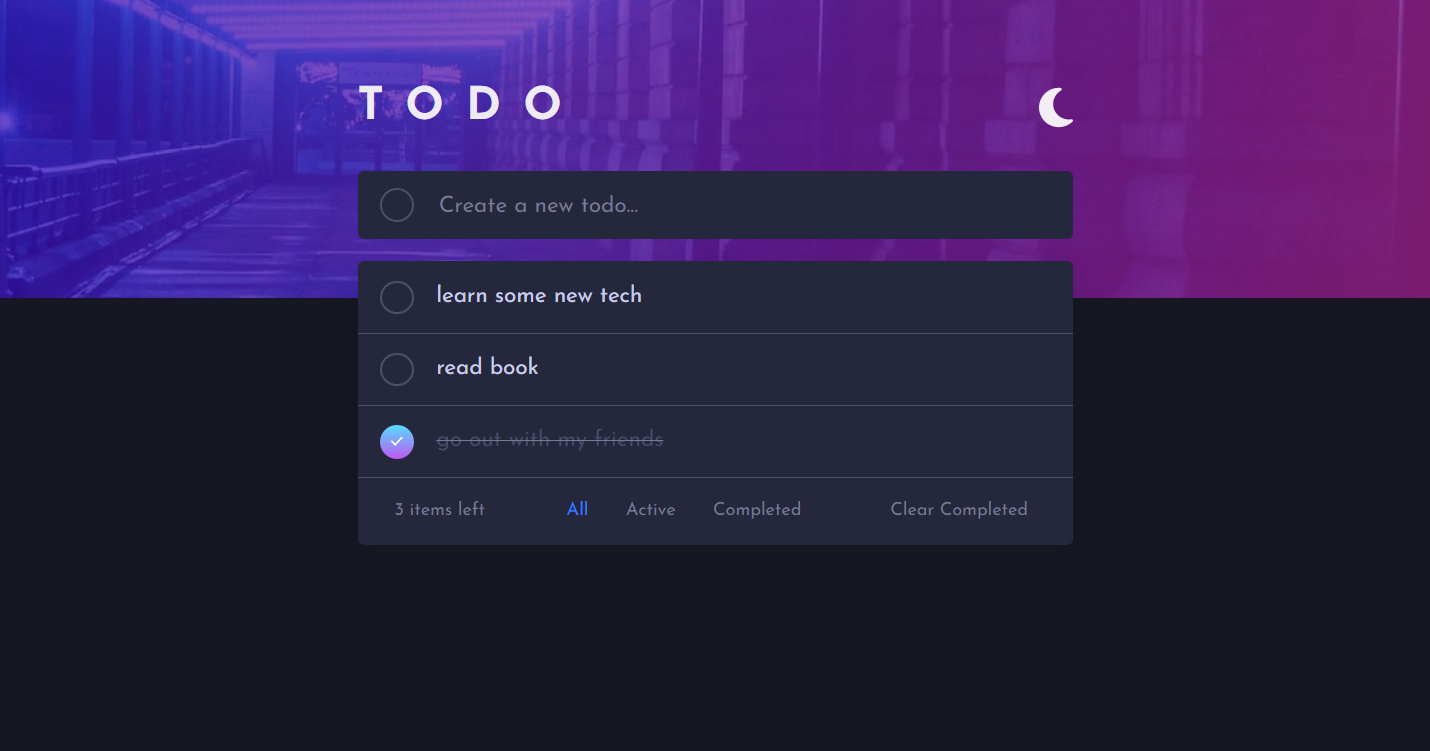 TODO
Create a new todo...
learn some new tech
read book
go out with my friends
3 items left All Active Completed Clear Completed